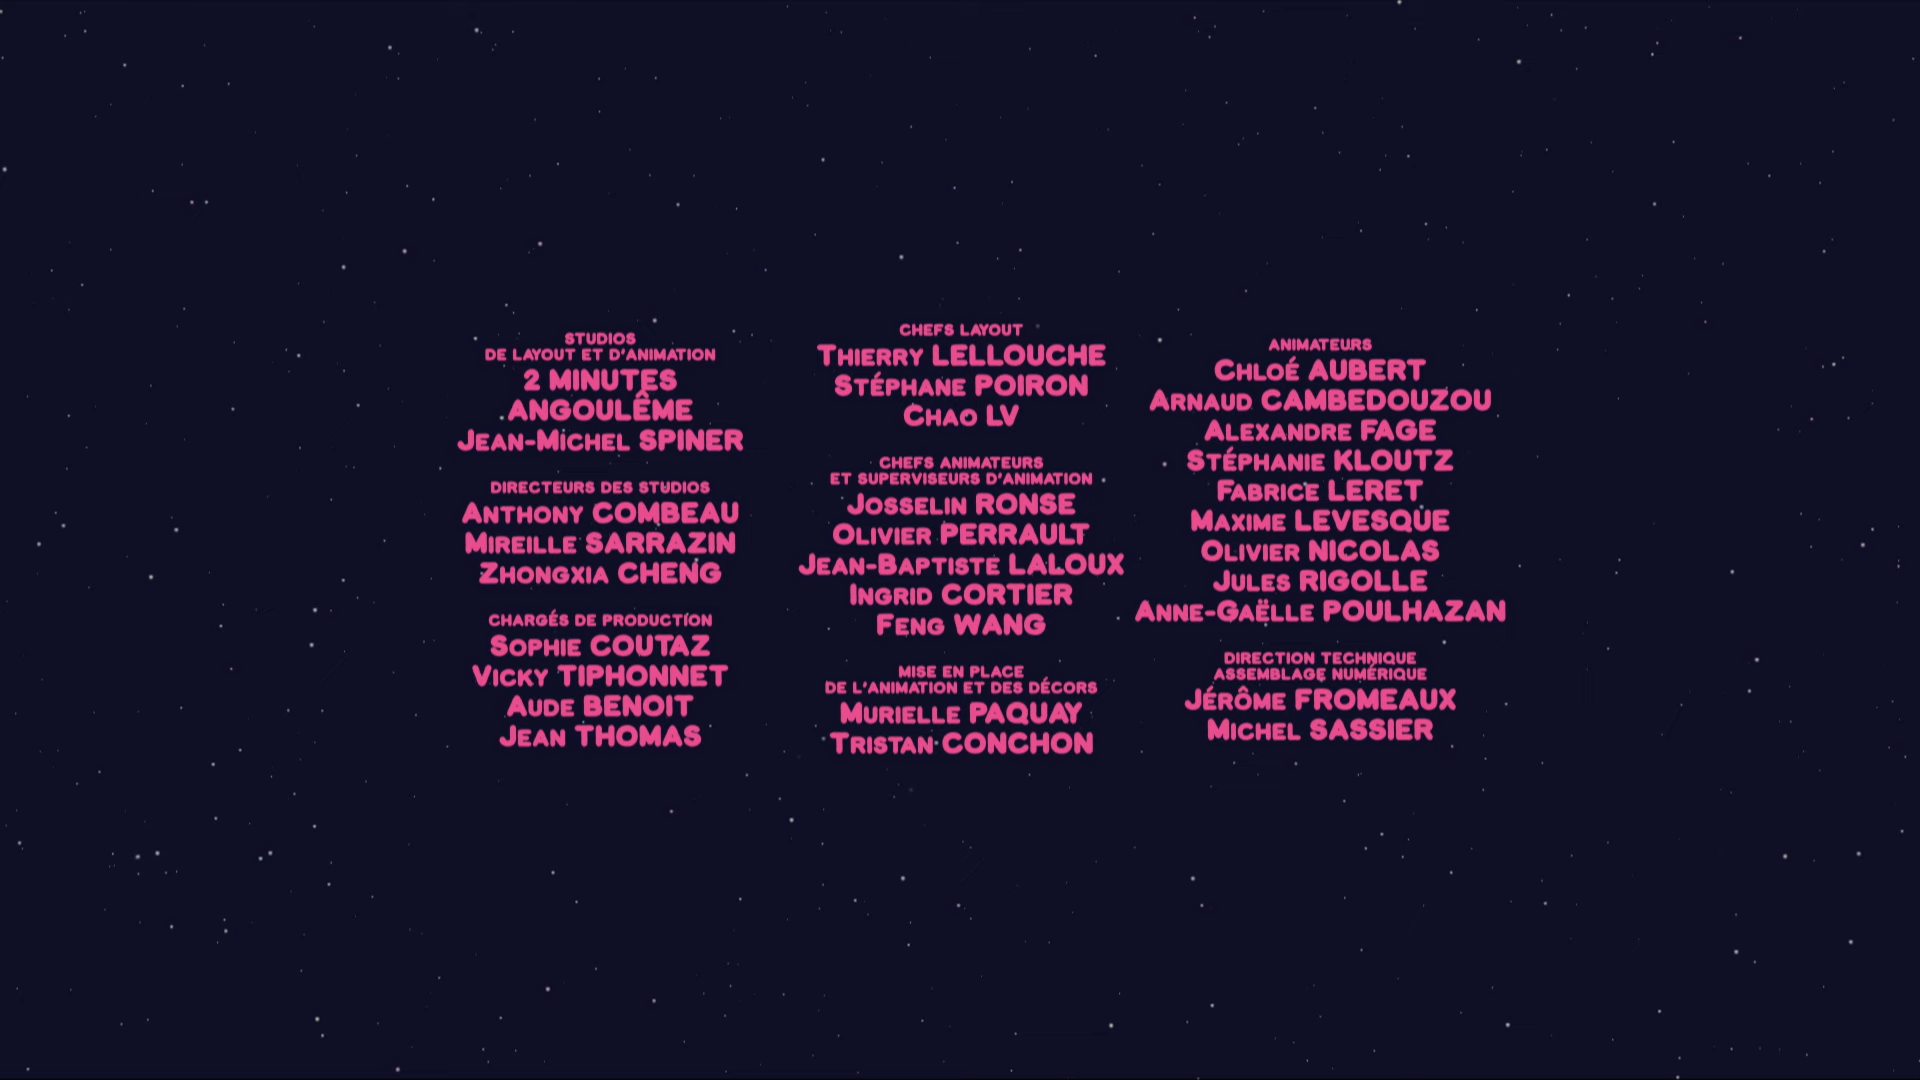 STUDIOS
DE LAYOUT ET D'ANIMATION
2 MINUTES
ANGOULÊME
JEAN-MICHEL SPINER
DIRECTEURS DES STUDIOS
ANTHONY COMBEAU
MIREILLE SARRAZIN
ZHONGXIA CHENG
CHARGÉS DE PRODUCTION
SOPHIE COUTAZ
VICKY TIPHONNET
AUDE BENOIT
JEAN THOMAS
CHEFS LAYOUT
THIERRY LELLOUCHE
STÉPHANE POIRON
CHAO LV
CHEFS ANIMATEURS
ET SUPERVISEURS D'ANIMATION
JOSSELIN RONSE
OLIVIER PERRAULT
JEAN-BAPTISTE LALOUX
INGRID CORTIER
FENG WANG
MISE EN PLACE
DE L'ANIMATION ET DES DÉCORS
MURIELLE PAQUAY
TRISTAN CONCHON
ANIMATEURS
CHLOÉ AUBERT
ARNAUD CAMBEDOUZOU
ALEXANDRE FAGE
STÉPHANIE KLOUTZ
FABRICE LERET
MAXIME LEVESQUE
OLIVIER NICOLAS
JULES RIGOLLE
ANNE-GAËLLE POULHAZAN
DIRECTION TECHNIQUE
ASSEMBLAGE NUMÉRIQUE
JÉRÔME FROMEAUX
MICHEL SASSIER